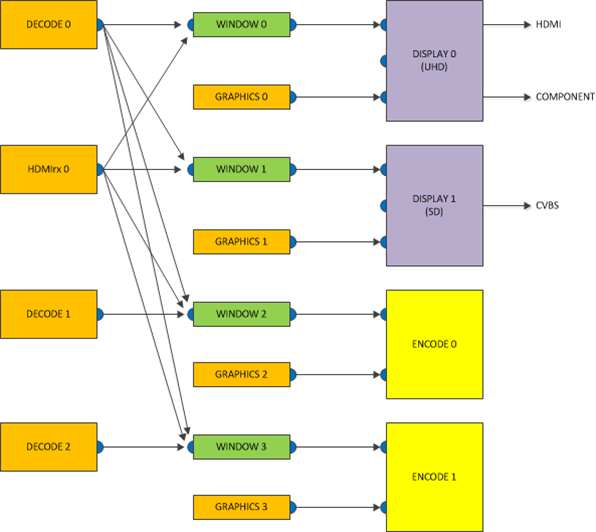 DECODE 0
WINDOW 0
DISPLAY 0
(UHD)
HDMI
GRAPHICS 0
COMPONENT
HDMIrx 0
WINDOW 1
DISPLAY 1
(SD)
CVBS
GRAPHICS 1
DECODE 1
WINDOW 2
ENCODE 0
GRAPHICS 2
DECODE 2
WINDOW 3
ENCODE 1
GRAPHICS 3